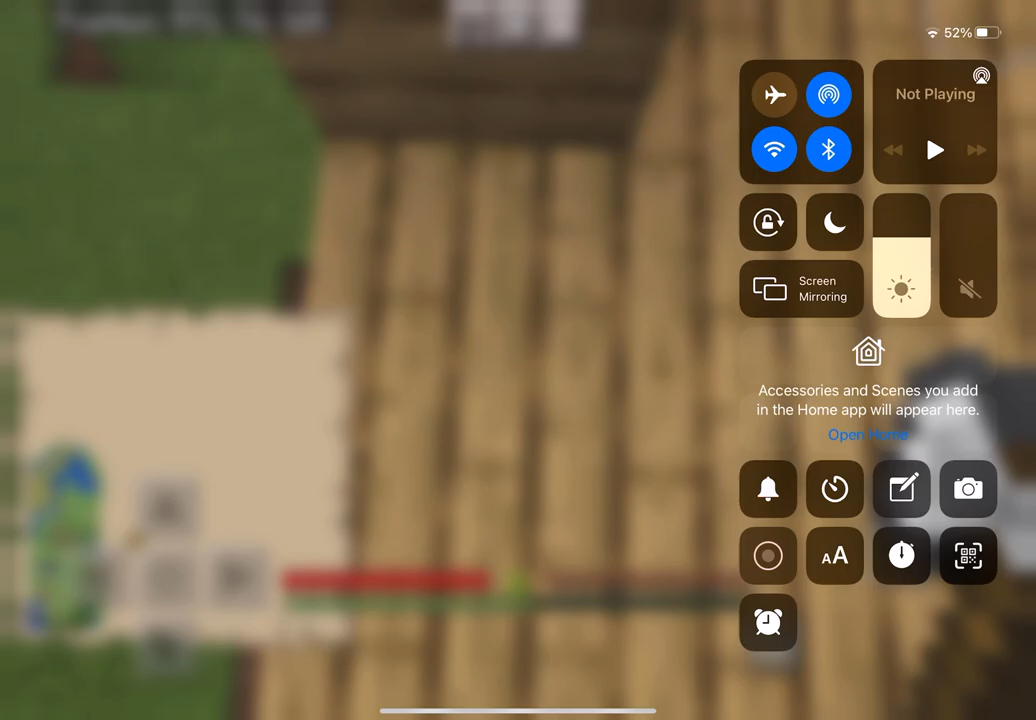 52%
Not Playing
Screen
Mirroring
Accessories and Scenes you add
in the Home app will appear here.
Open Home
AA